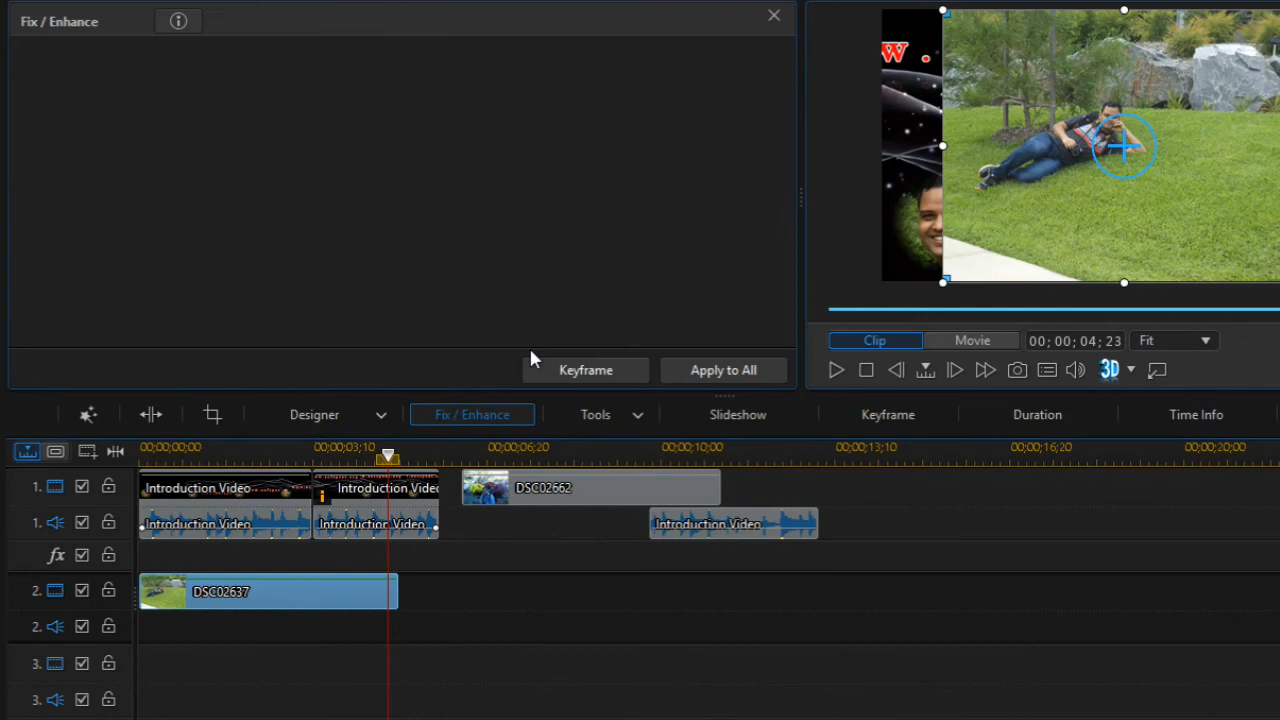 Fix / Enhance
W .
Keyframe
Apply to All
Clip
Movie
00; 00; 04; 23
Fit
3D
Designer
Fix / Enhance
Tools
Slideshow
Keyframe
Duration
Time Info
00;00;00;00
00;00;03;10
00;00;06;20
00;00;10;00
00;00;13;10
00;00;16;20
00;00;20;00
1.
Introduction Video
Introduction Video
DSC02662
1.
Introduction Video
Introduction Video
Introduction Video
fx
2.
DSC02637
2.
3.
3.